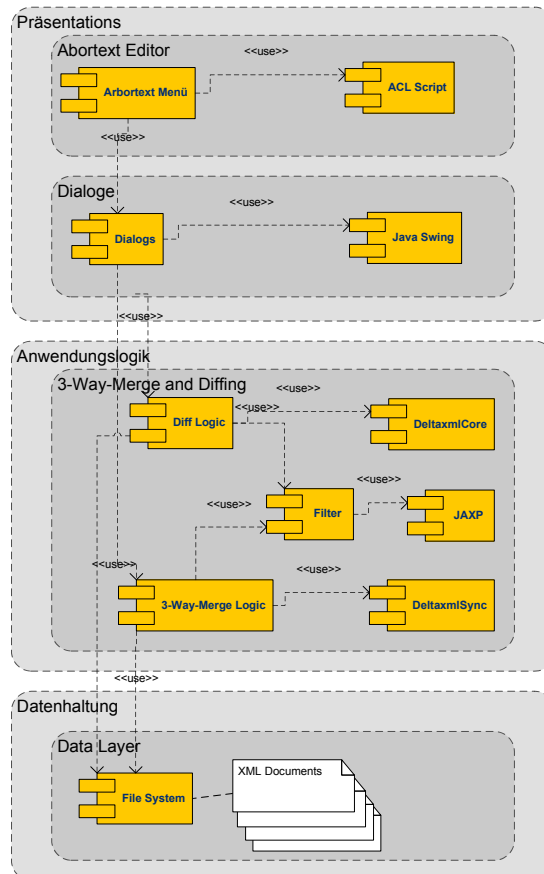 Präsentations
Abortext Editor
<<use>>
Arbortext Menü
ACL Script
<<use>>
Dialoge
<<use>>
Dialogs
Java Swing
<<use>>
Anwendungslogik
3-Way-Merge and Diffing
<<use>>
<<use>>
Diff Logic
DeltaxmlCore
<<use>>
<<use>>
Filter
JAXP
<<use>>
<<use>>
3-Way-Merge Logic
DeltaxmlSync
<<use>>
Datenhaltung
Data Layer
XML Documents
File System